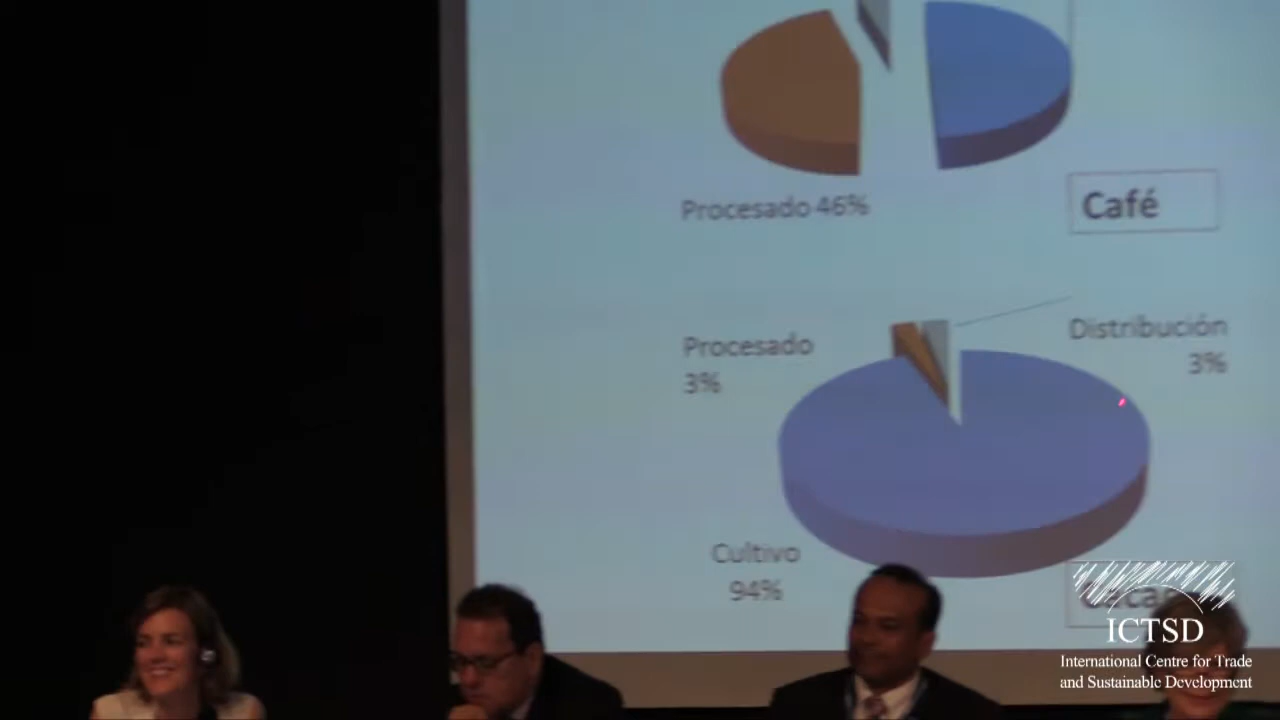 Procesado 46%
Café
Procesado
3%
Distribución
3%
Cultivo
94%
ICTSD
International Centre for Trade
and Sustainable Development